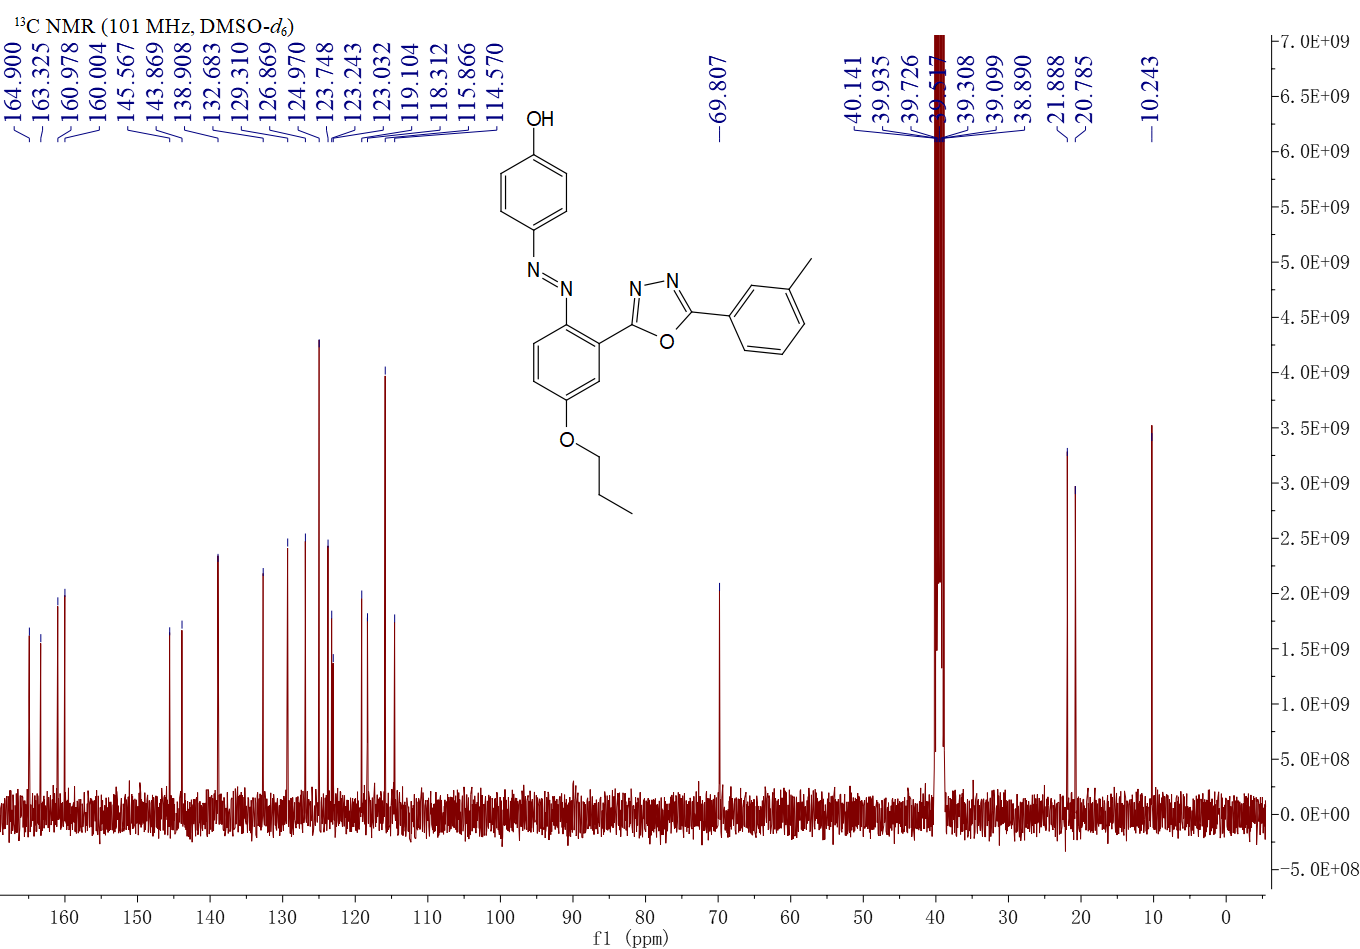 ¹³C NMR (101 MHz, DMSO-d₆)
164.900
163.325
160.978
160.004
145.567
143.869
138.908
132.683
129.310
126.869
124.970
123.748
123.243
123.032
119.104
118.312
115.866
114.570
69.807
40.141
39.935
39.726
39.517
39.308
39.099
38.890
21.888
20.785
10.243
7.0E+09
6.5E+09
6.0E+09
5.5E+09
5.0E+09
4.5E+09
4.0E+09
3.5E+09
3.0E+09
2.5E+09
2.0E+09
1.5E+09
1.0E+09
5.0E+08
0.0E+00
-5.0E+08
OH
N
N
N N
O
O
160 150 140 130 120 110 100 90 80 70 60 50 40 30 20 10 0
f1 (ppm)